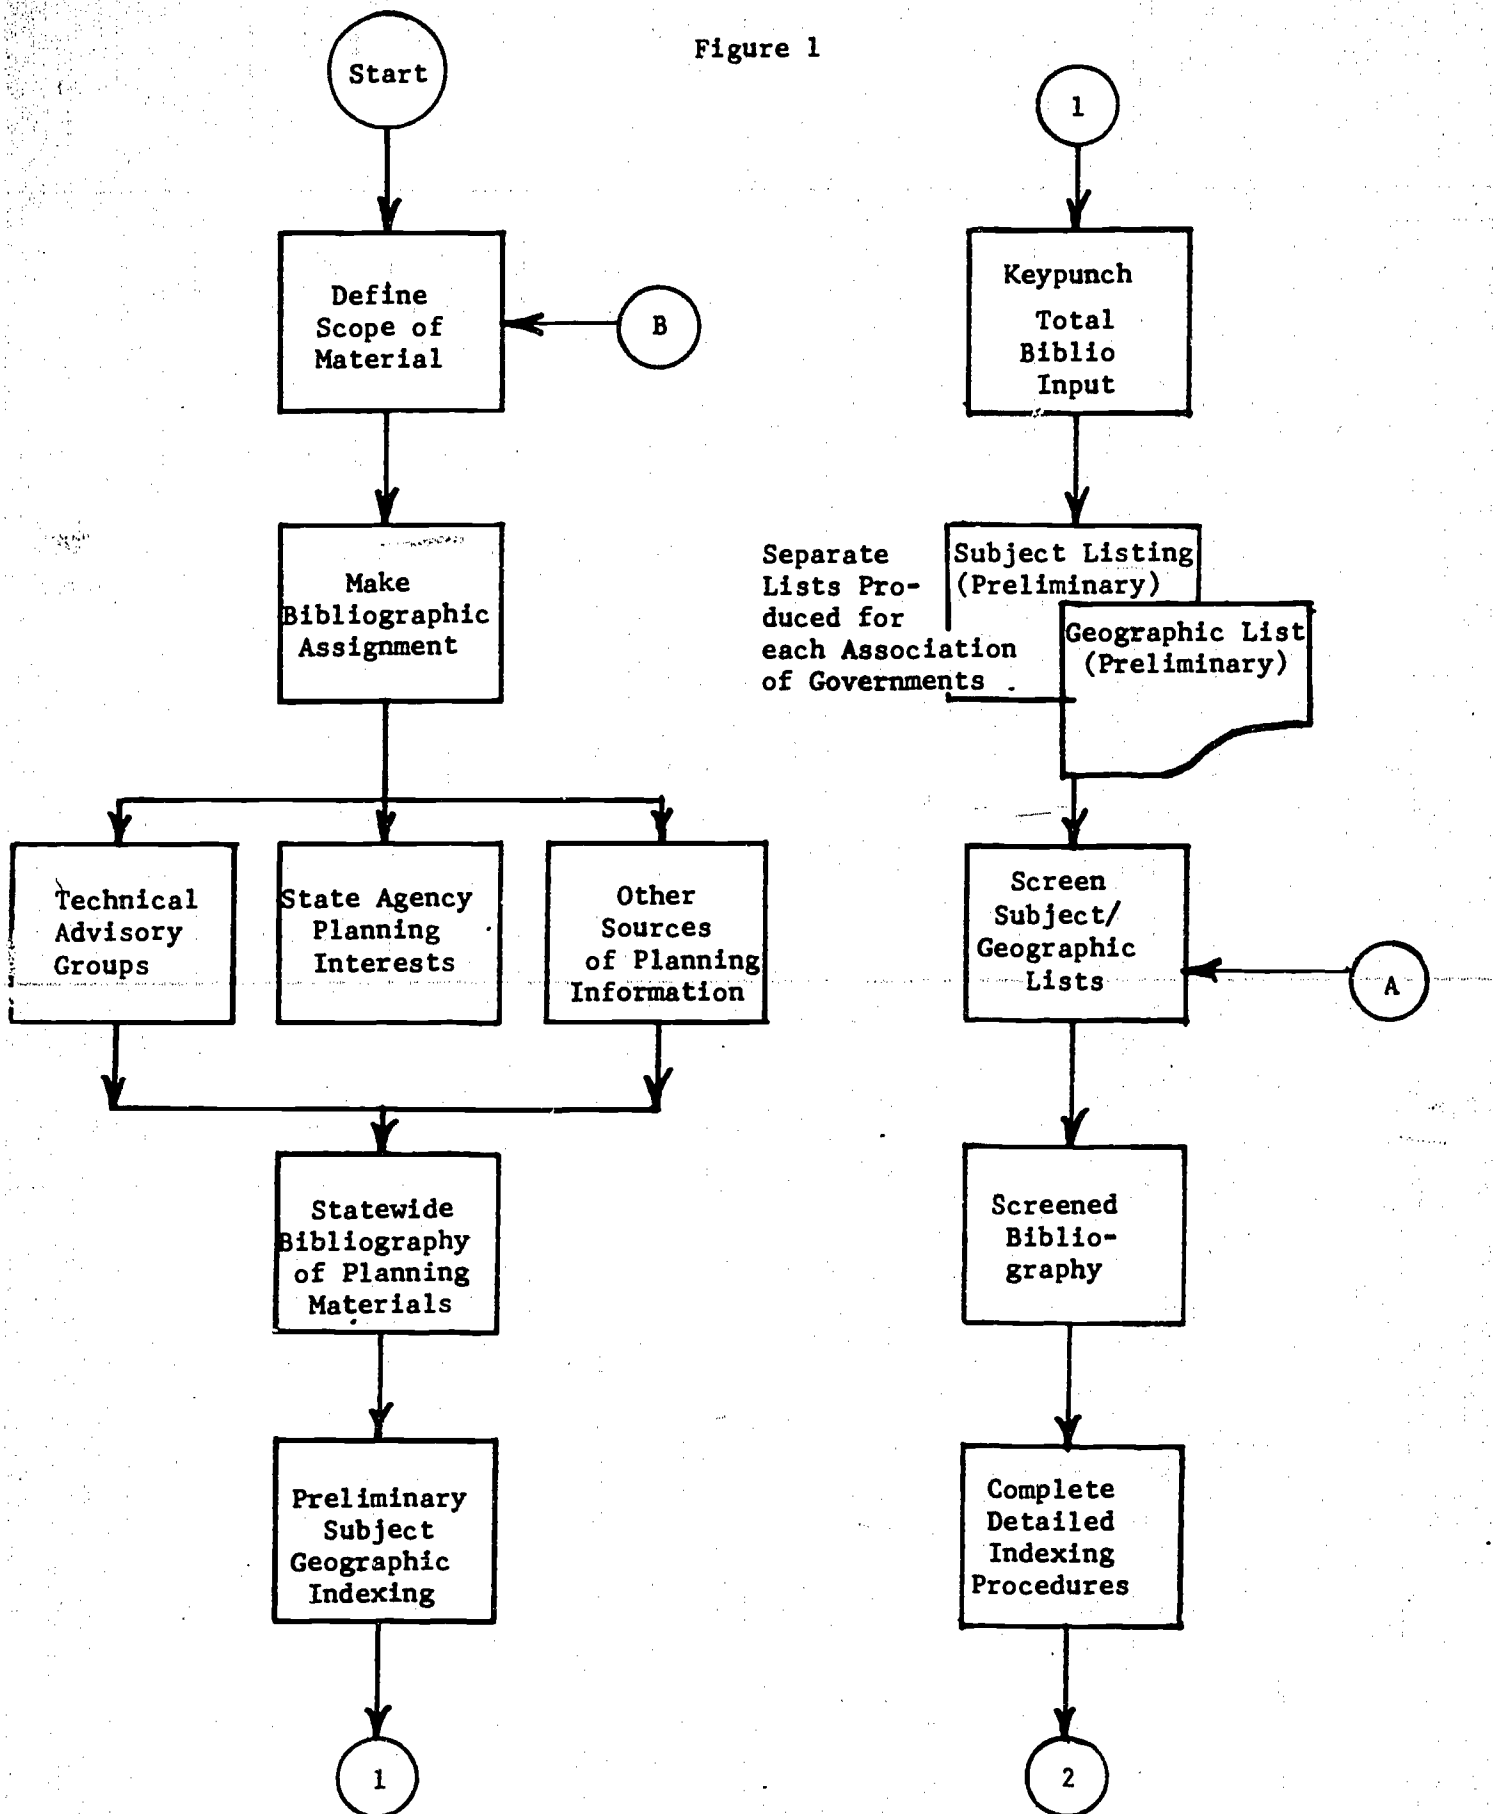 Figure 1
Start
Define
Scope of
Material
B
Make
Bibliographic
Assignment
Technical
Advisory
Groups
State Agency
Planning
Interests
Other
Sources
of Planning
Information
Statewide
Bibliography
of Planning
Materials
Preliminary
Subject
Geographic
Indexing
1
1
Keypunch
Total
Biblio
Input
Separate
Lists Pro-
duced for
each Association
of Governments
Subject Listing
(Preliminary)
Geographic List
(Preliminary)
Screen
Subject/
Geographic
Lists
A
Screened
Biblio-
graphy
Complete
Detailed
Indexing
Procedures
2